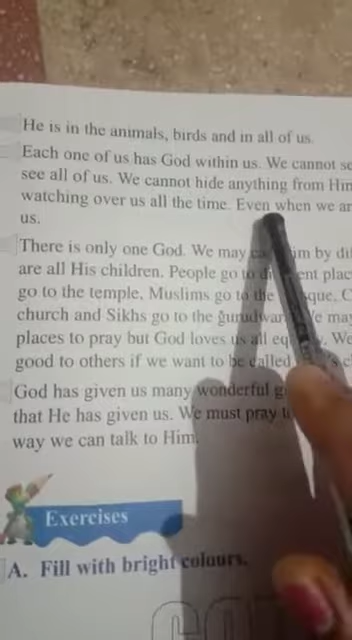 He is in the animals, birds and in all of us.
Each one of us has God within us. We cannot
see all of us. We cannot hide anything from Him
watching over us all the time. Even when we
us.
There is only one God. We may by
are all His children. People go to
go to the temple, Muslims go to the
church and Sikhs go to the may
places to pray but God loves us all We
good to others if we want to be called
God has given us many wonderful
that He has given us. We must pray
way we can talk to Him.
Exercises
A. Fill with bright colours.